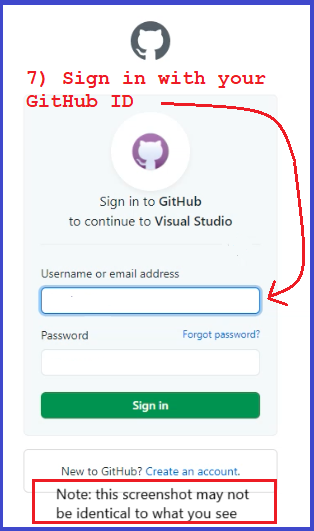 7) Sign in with your
GitHub ID
Sign in to GitHub
to continue to Visual Studio
Username or email address
Password Forgot password?
Sign in
New to GitHub? Create an account.
Note: this screenshot may not
be identical to what you see